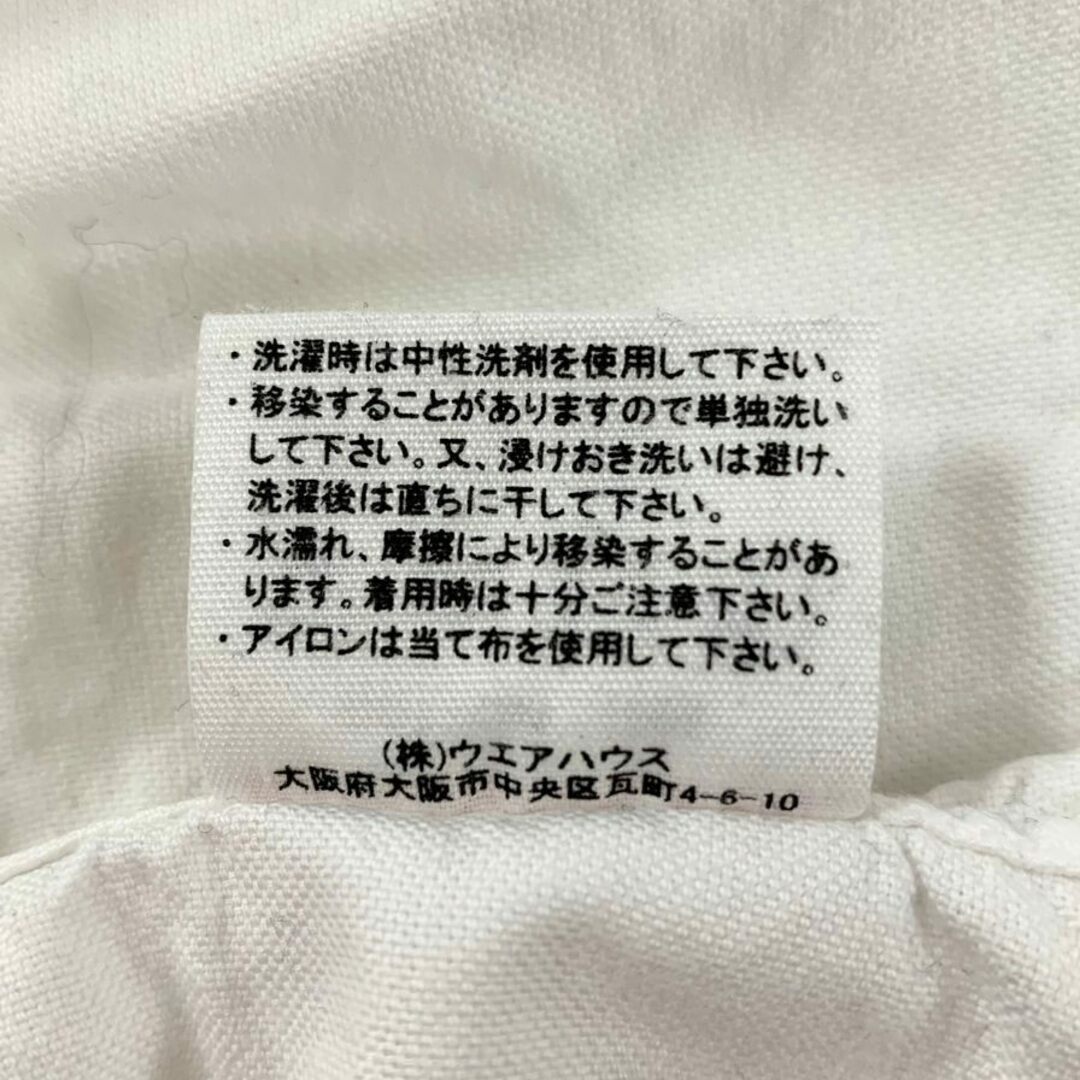 ・洗濯時は中性洗剤を使用して下さい。
・移染することがありますので単独洗い
して下さい。又、浸けおき洗いは避け、
洗濯後は直ちに干して下さい。
・水濡れ、摩擦により移染することがあ
ります。着用時は十分ご注意下さい。
・アイロンは当て布を使用して下さい。
(株)ウエアハウス
大阪府大阪市中央区瓦町4-6-10